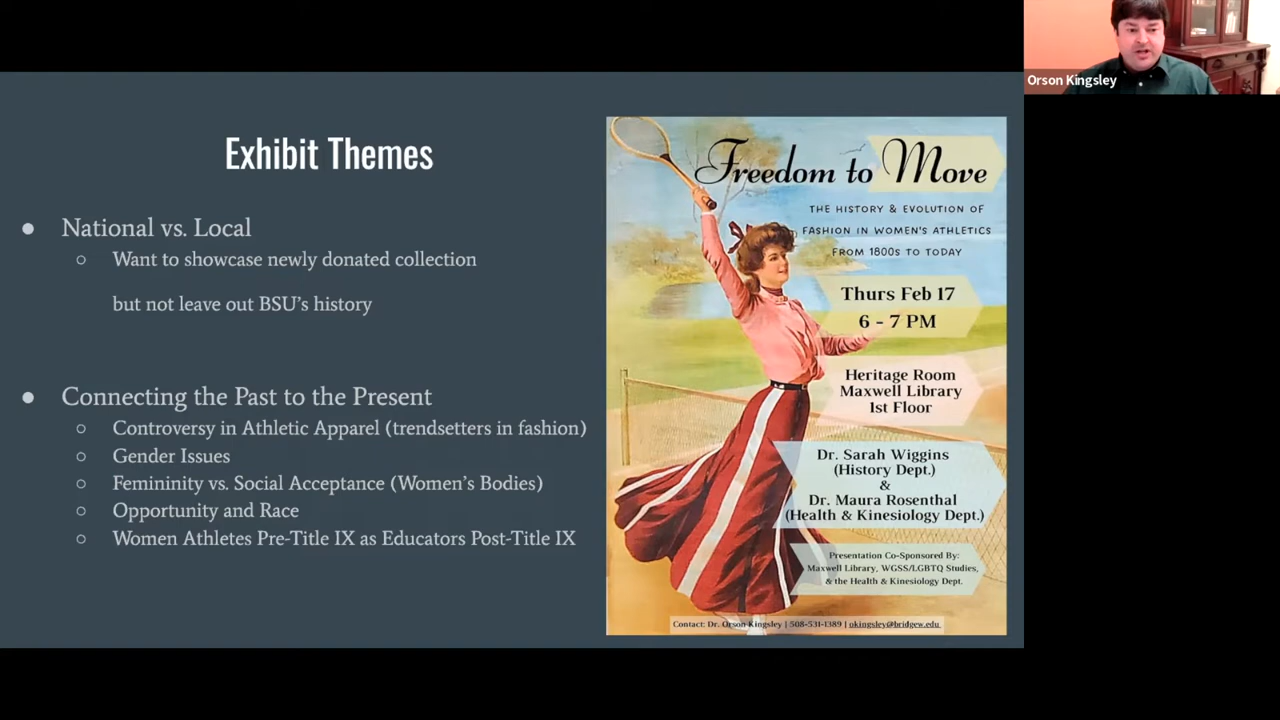 Orson Kingsley
Exhibit Themes
● National vs. Local
○ Want to showcase newly donated collection
but not leave out BSU's history
● Connecting the Past to the Present
○ Controversy in Athletic Apparel (trendsetters in fashion)
○ Gender Issues
○ Femininity vs. Social Acceptance (Women's Bodies)
○ Opportunity and Race
○ Women Athletes Pre-Title IX as Educators Post-Title IX
Freedom to Move
THE HISTORY & EVOLUTION OF
FASHION IN WOMEN'S ATHLETICS
FROM 1800S TO TODAY
Thurs Feb 17
6 - 7 PM
Heritage Room
Maxwell Library
1st Floor
Dr. Sarah Wiggins
(History Dept.)
&
Dr. Maura Rosenthal
(Health & Kinesiology Dept.)
Presentation Co-Sponsored By:
Maxwell Library, WGSS/LGBTQ Studies,
& the Health & Kinesiology Dept.
Contact: Dr. Orson Kingsley | 508-531-1389 | okingsley@bridgew.edu